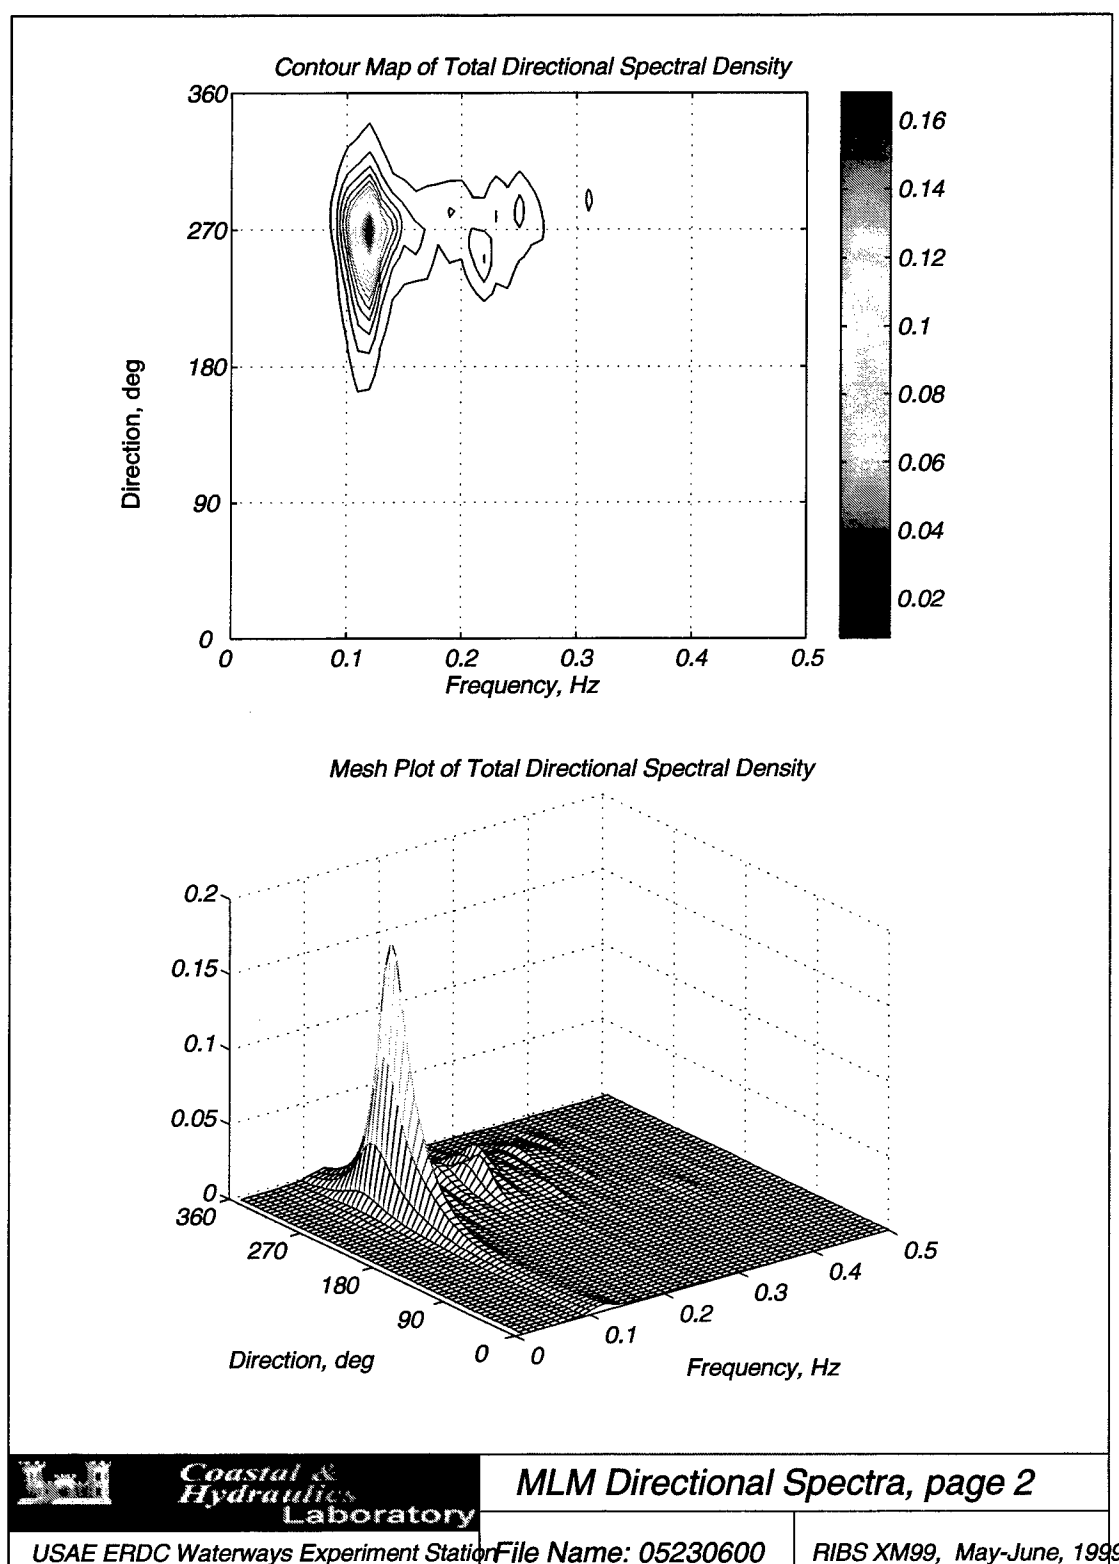 Contour Map of Total Directional Spectral Density
360
270
180
90
0
Direction, deg
0 0.1 0.2 0.3 0.4 0.5
Frequency, Hz
0.16
0.14
0.12
0.1
0.08
0.06
0.04
0.02
Mesh Plot of Total Directional Spectral Density
0.2
0.15
0.1
0.05
0
360
270
180
90
0
Direction, deg
0
0.1
0.2
0.3
0.4
0.5
Frequency, Hz
Coastal &
Hydraulics
Laboratory
MLM Directional Spectra, page 2
USAE ERDC Waterways Experiment Station
File Name: 05230600
RIBS XM99, May-June, 199